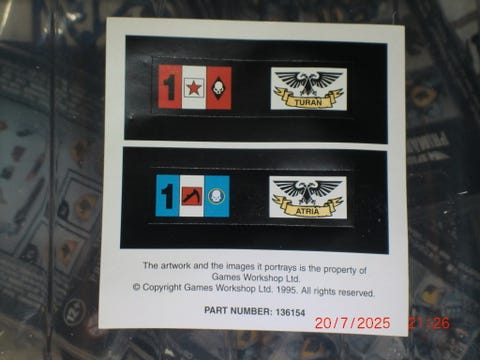 1
TURAN
1
ATRIA
The artwork and the images it portrays is the property of
Games Workshop Ltd.
© Copyright Games Workshop Ltd. 1995. All rights reserved.
PART NUMBER: 136154
20/7/2025 21:26